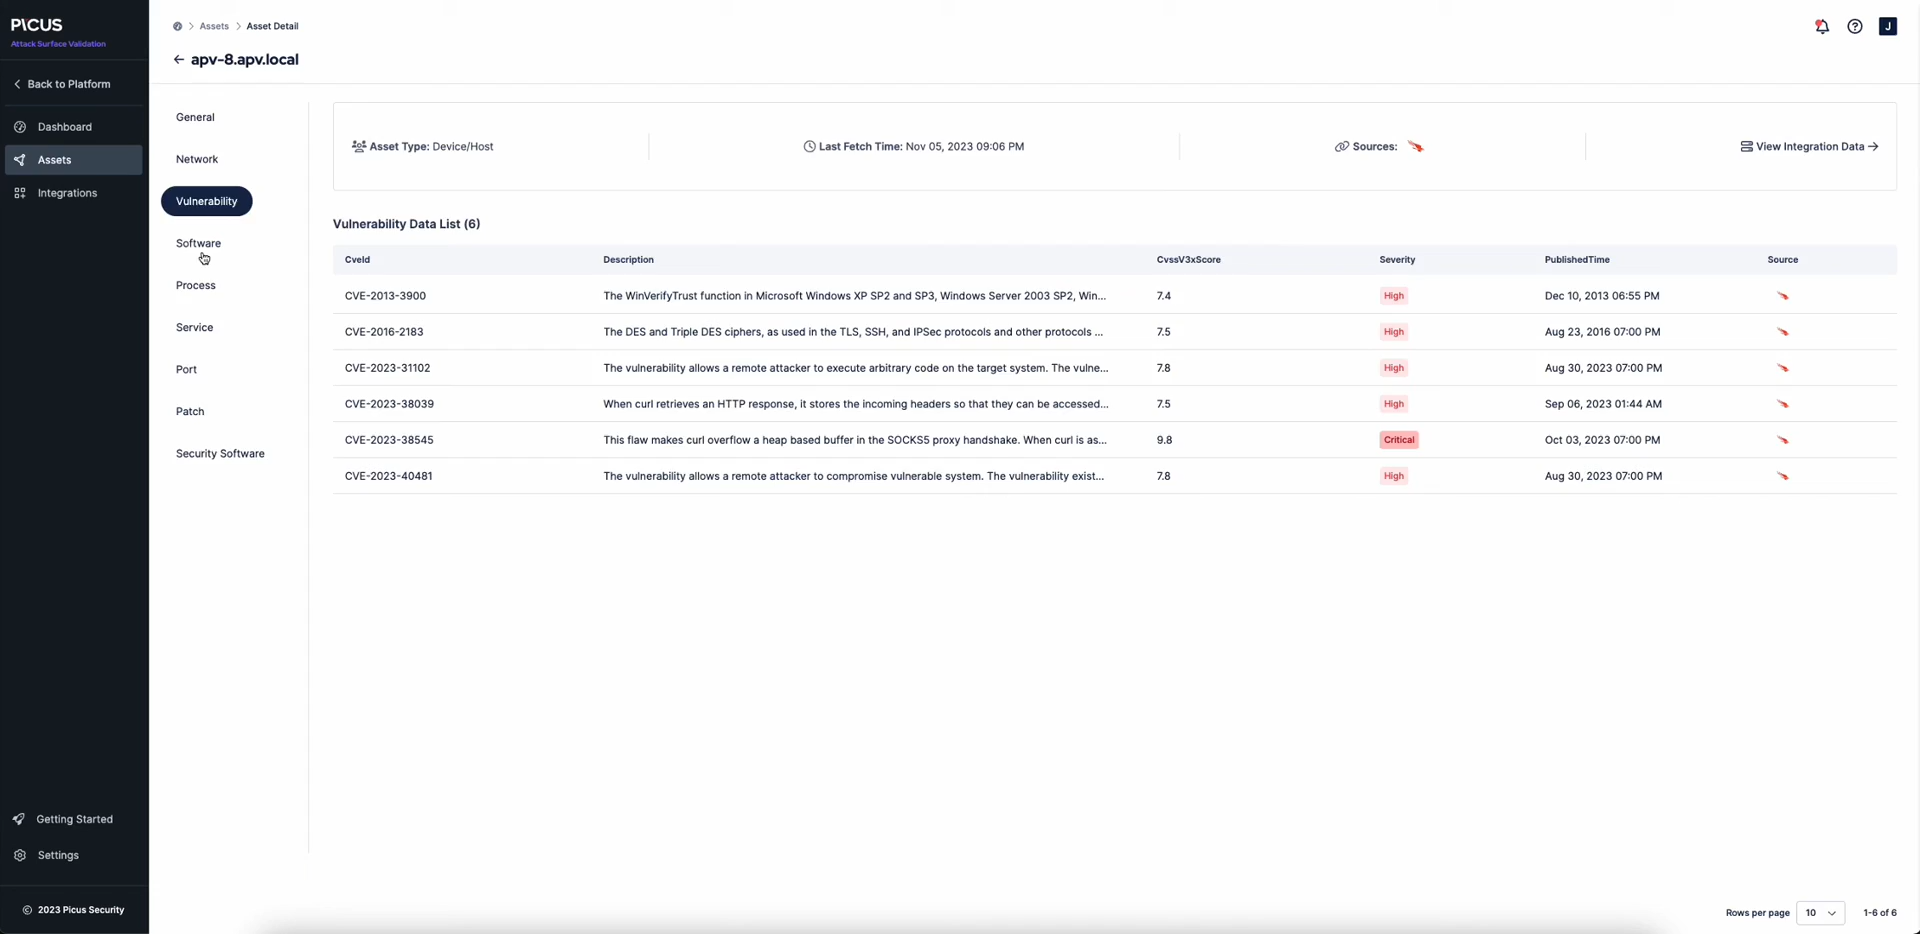 PICUS
Attack Surface Validation
Back to Platform
Dashboard
Assets
Integrations
Getting Started
Settings
© 2023 Picus Security
Assets > Asset Detail
apv-8.apv.local
General
Network
Vulnerability
Software
Process
Service
Port
Patch
Security Software
Asset Type: Device/Host
Last Fetch Time: Nov 05, 2023 09:06 PM
Sources:
View Integration Data
J
Vulnerability Data List (6)
CveId Description CvssV3xScore Severity PublishedTime Source
CVE-2013-3900 The WinVerifyTrust function in Microsoft Windows XP SP2 and SP3, Windows Server 2003 SP2, Win... 7.4 High Dec 10, 2013 06:55 PM
CVE-2016-2183 The DES and Triple DES ciphers, as used in the TLS, SSH, and IPSec protocols and other protocols ... 7.5 High Aug 23, 2016 07:00 PM
CVE-2023-31102 The vulnerability allows a remote attacker to execute arbitrary code on the target system. The vulne... 7.8 High Aug 30, 2023 07:00 PM
CVE-2023-38039 When curl retrieves an HTTP response, it stores the incoming headers so that they can be accessed... 7.5 High Sep 06, 2023 01:44 AM
CVE-2023-38545 This flaw makes curl overflow a heap based buffer in the SOCKS5 proxy handshake. When curl is as... 9.8 Critical Oct 03, 2023 07:00 PM
CVE-2023-40481 The vulnerability allows a remote attacker to compromise vulnerable system. The vulnerability exist... 7.8 High Aug 30, 2023 07:00 PM
Rows per page 10 1-6 of 6